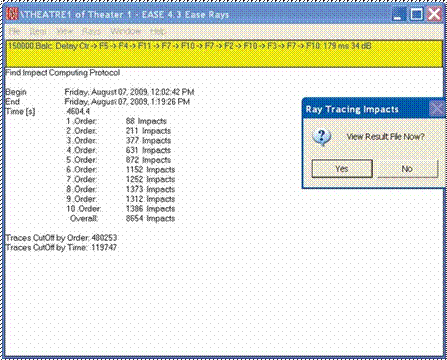 \THEATRE1 of Theater 1 - EASE 4.3 Ease Rays
File Item View Rays Window Help
150000.Balc. Delay Ctr -> F5 -> F4 -> F11 -> F7 -> F10 -> F7 -> F2 -> F10 -> F3 -> F7 -> F10: 179 ms 34 dB
Find Impact Computing Protocol
Begin Friday, August 07, 2009, 12:02:42 PM
End Friday, August 07, 2009, 1:19:26 PM
Time [s] 4604.4
1 .Order: 88 Impacts
2 .Order: 211 Impacts
3 .Order: 377 Impacts
4 .Order: 631 Impacts
5 .Order: 872 Impacts
6 .Order: 1152 Impacts
7 .Order: 1252 Impacts
8 .Order: 1373 Impacts
9 .Order: 1312 Impacts
10 .Order: 1386 Impacts
Overall: 8654 Impacts
Traces CutOff by Order: 480253
Traces CutOff by Time: 119747
Ray Tracing Impacts
View Result File Now?
Yes No